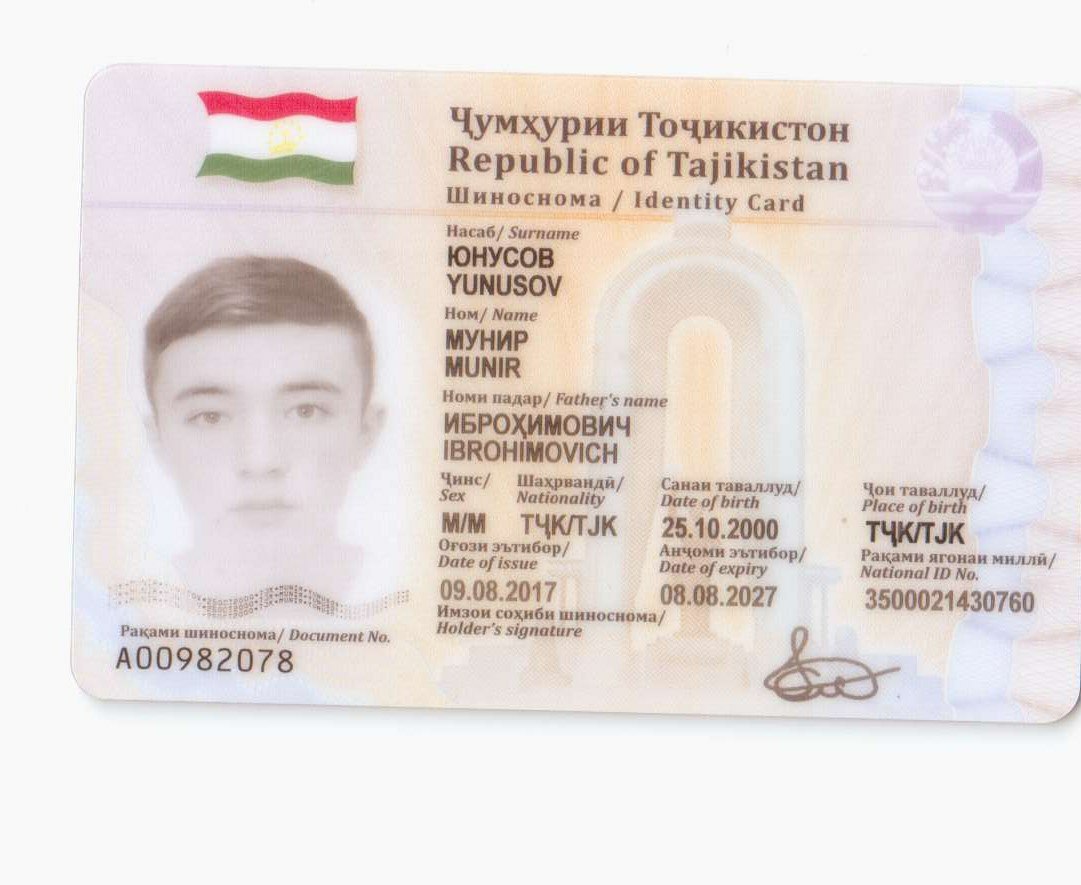 Ҷумҳурии Тоҷикистон
Republic of Tajikistan
Шиноснома / Identity Card
Насаб/ Surname
ЮНУСОВ
YUNUSOV
Ном/ Name
МУНИР
MUNIR
Номи падар/ Father's name
ИБРОҲИМОВИЧ
IBROHIMOVICH
Ҷинс/ Шаҳрвандӣ/ Санаи таваллуд/ Ҷои таваллуд/
Sex Nationality Date of birth Place of birth
М/M ТҶК/TJK 25.10.2000 ТҶК/TJK
Оғози эътибор/ Анҷоми эътибор/ Рақами ягонаи миллӣ/
Date of issue Date of expiry National ID No.
09.08.2017 08.08.2027 3500021430760
Имзои соҳиби шиноснома/
Holder's signature
Рақами шиноснома/ Document No.
A00982078